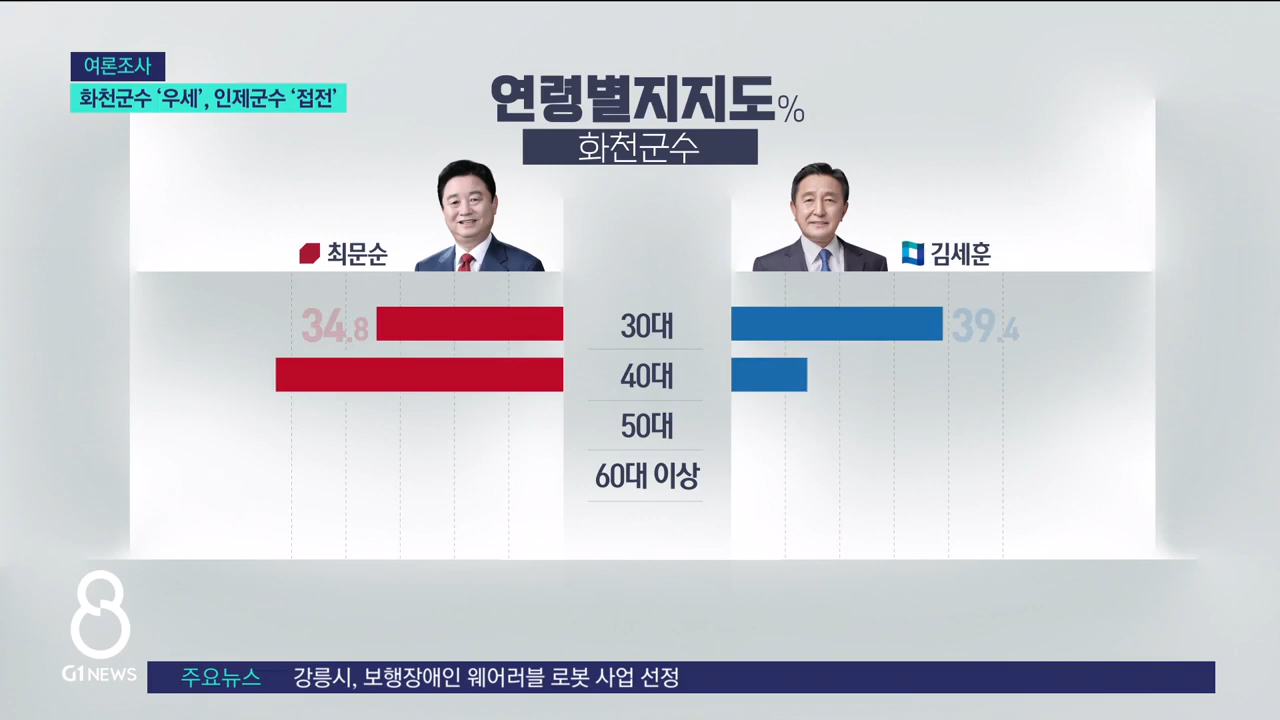 여론조사
화천군수 ‘우세’, 인제군수 ‘접전’
연령별지지도%
화천군수
최문순
김세훈
34.8 30대 39.4
40대
50대
60대 이상
8
G1 NEWS
주요뉴스 강릉시, 보행장애인 웨어러블 로봇 사업 선정